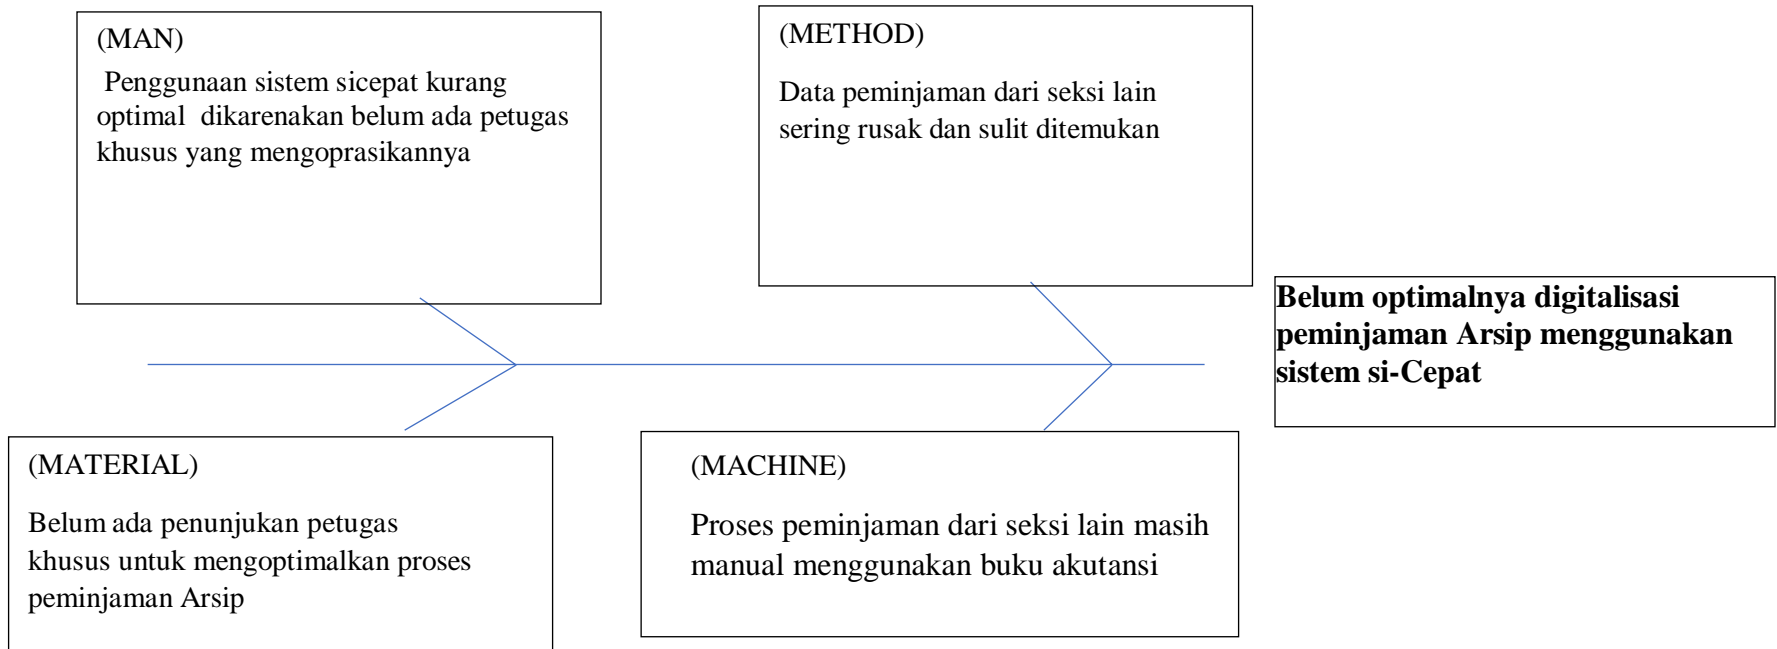 (MAN)
Penggunaan sistem sicepat kurang
optimal dikarenakan belum ada petugas
khusus yang mengoprasikannya
(METHOD)
Data peminjaman dari seksi lain
sering rusak dan sulit ditemukan
Belum optimalnya digitalisasi
peminjaman Arsip menggunakan
sistem si-Cepat
(MATERIAL)
Belum ada penunjukan petugas
khusus untuk mengoptimalkan proses
peminjaman Arsip
(MACHINE)
Proses peminjaman dari seksi lain masih
manual menggunakan buku akutansi